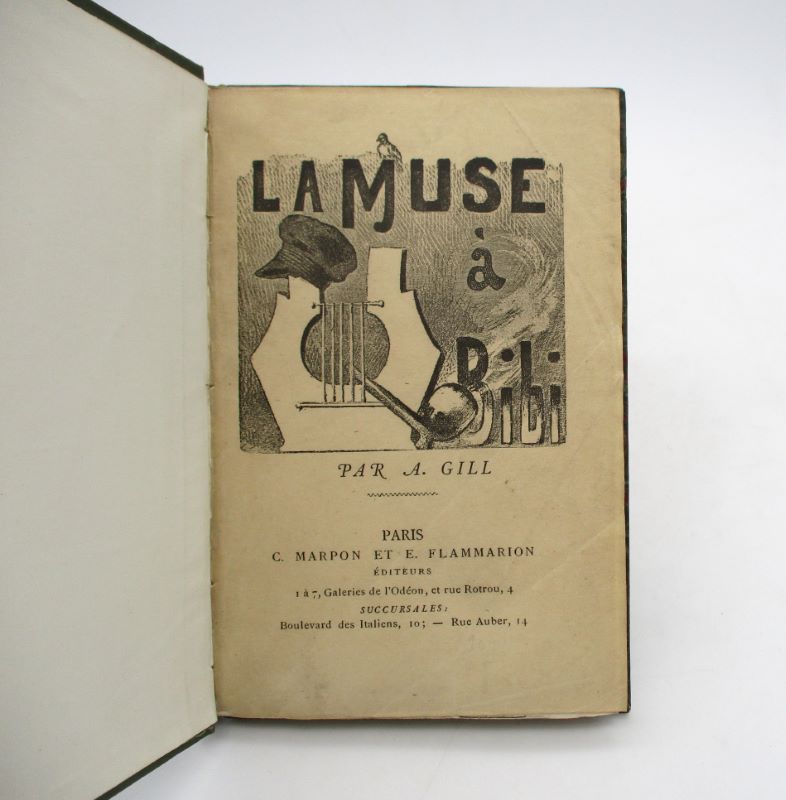 LA MUSE
à
Bibi
PAR A. GILL
PARIS
C. MARPON ET E. FLAMMARION
ÉDITEURS
1 à 7, Galeries de l'Odéon, et rue Rotrou, 4
SUCCURSALES:
Boulevard des Italiens, 10; — Rue Auber, 14